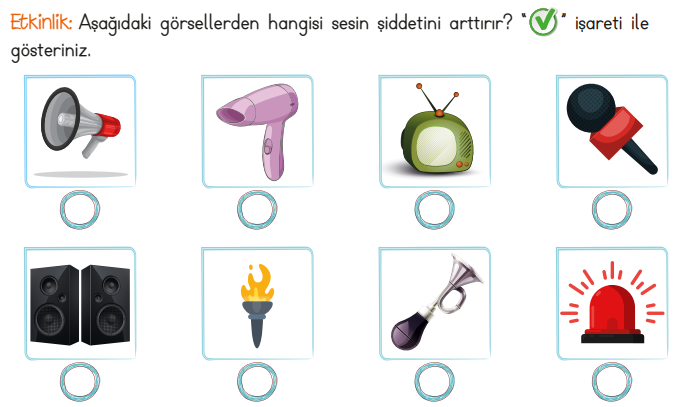 Etkinlik: Aşağıdaki görsellerden hangisi sesin şiddetini arttırır? “ ” işareti ile
gösteriniz.